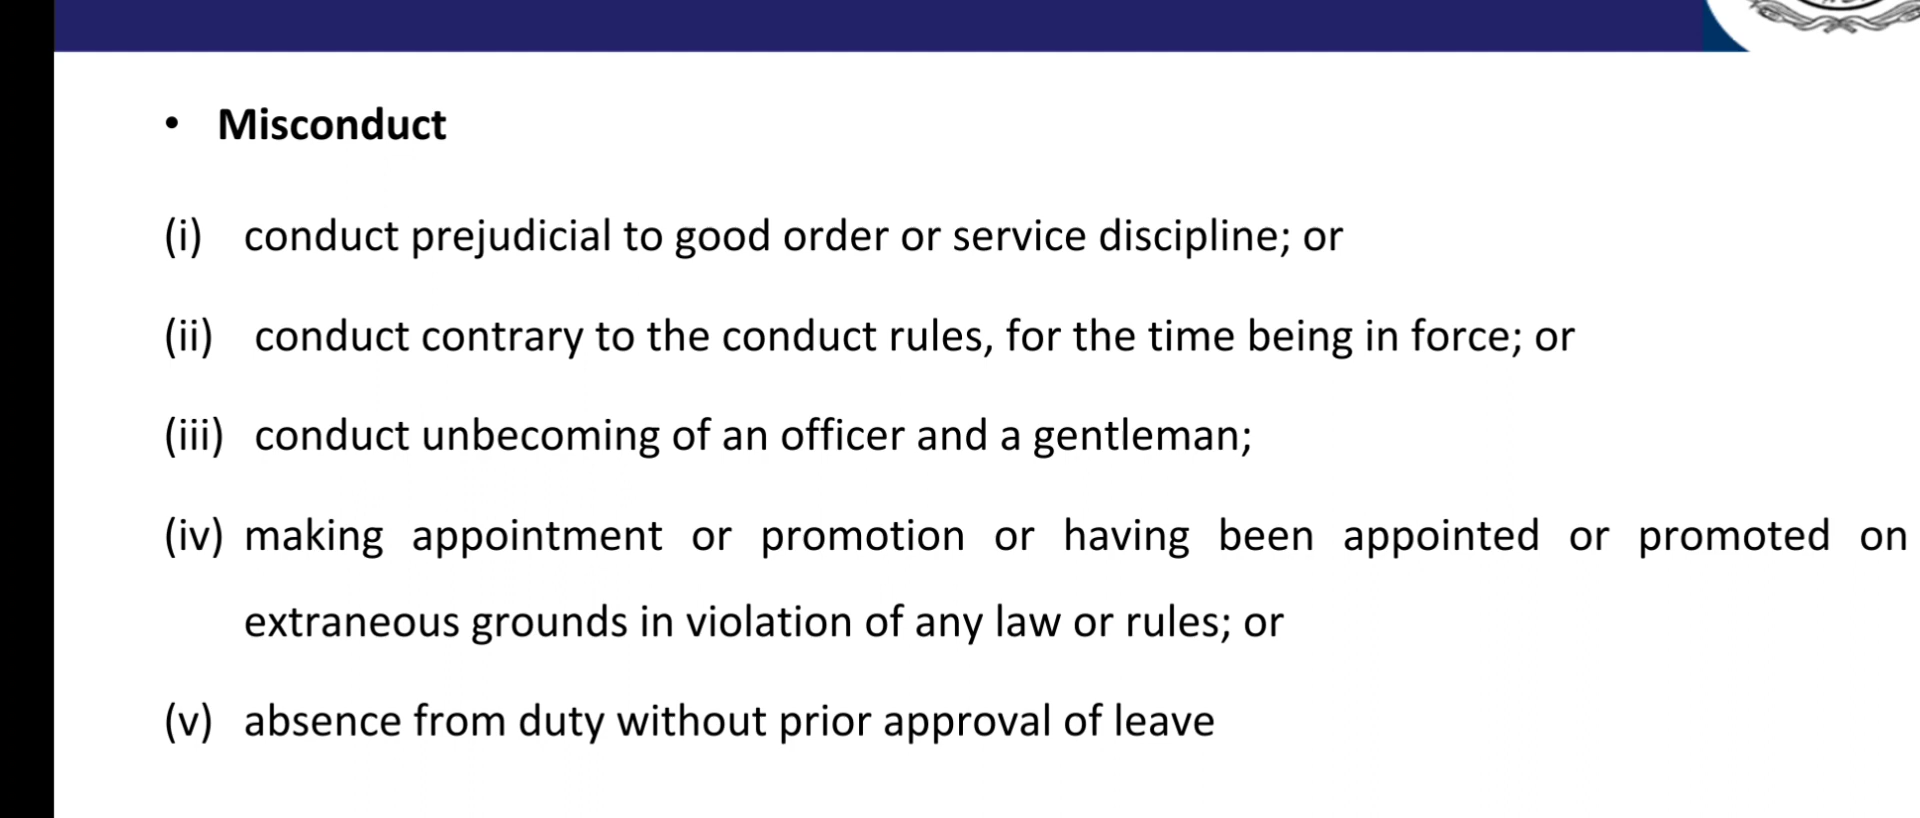 • Misconduct
(i) conduct prejudicial to good order or service discipline; or
(ii) conduct contrary to the conduct rules, for the time being in force; or
(iii) conduct unbecoming of an officer and a gentleman;
(iv) making appointment or promotion or having been appointed or promoted on
extraneous grounds in violation of any law or rules; or
(v) absence from duty without prior approval of leave